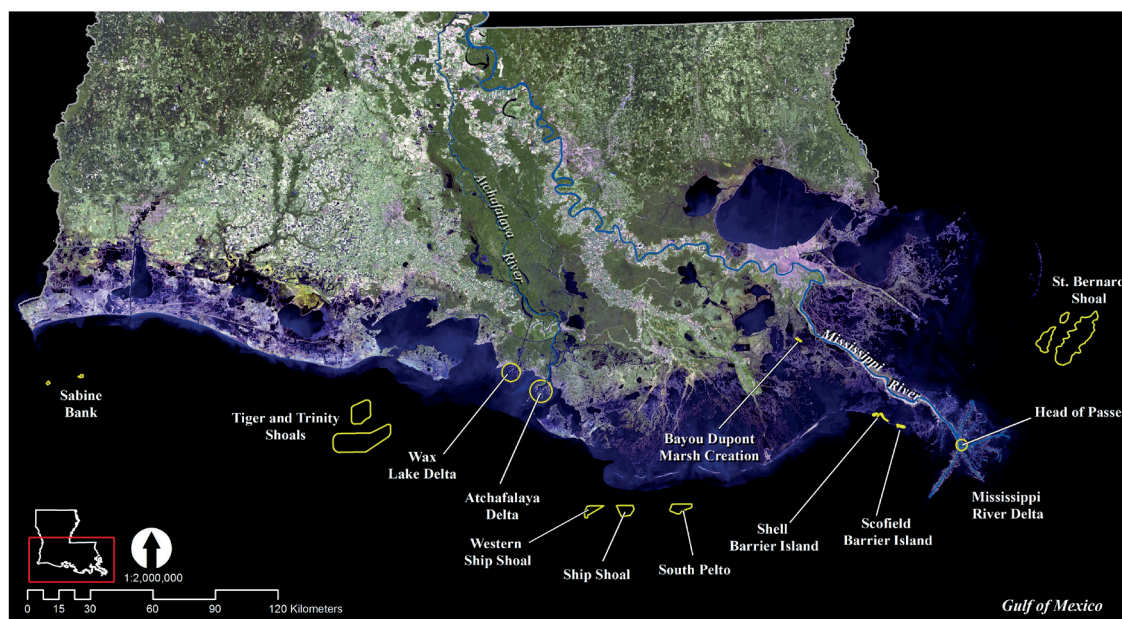 Atchafalaya River
St. Bernard
Shoal
Mississippi River
Sabine
Bank
Tiger and Trinity
Shoals
Wax
Lake Delta
Bayou Dupont
Marsh Creation
Head of Passes
Atchafalaya
Delta
Mississippi
River Delta
Shell
Barrier Island
Scofield
Barrier Island
Western
Ship Shoal
Ship Shoal
South Pelto
1:2,000,000
0 15 30 60 90 120 Kilometers
Gulf of Mexico